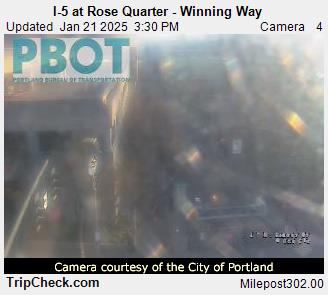 I-5 at Rose Quarter - Winning Way
Updated Jan 21 2025 3:30 PM Camera 4
PBOT
PORTLAND BUREAU OF TRANSPORTATION
Camera courtesy of the City of Portland
TripCheck.com Milepost302.00